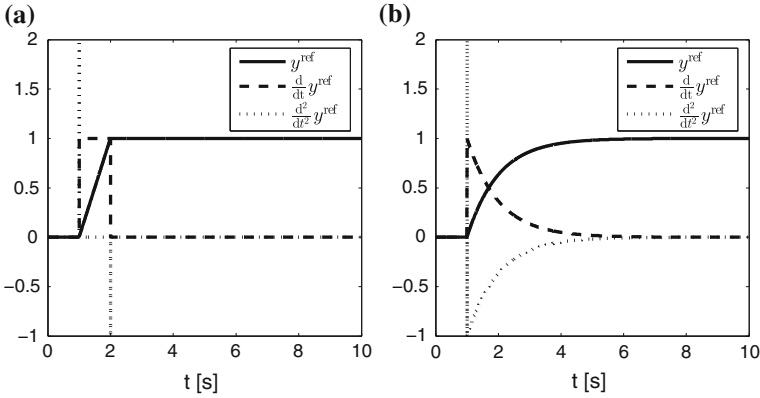 (a)
2
1.5
1
0.5
0
−0.5
−1
0 2 4 6 8 10
t [s]
y^ref
d/dt y^ref
d²/dt² y^ref
(b)
2
1.5
1
0.5
0
−0.5
−1
0 2 4 6 8 10
t [s]
y^ref
d/dt y^ref
d²/dt² y^ref